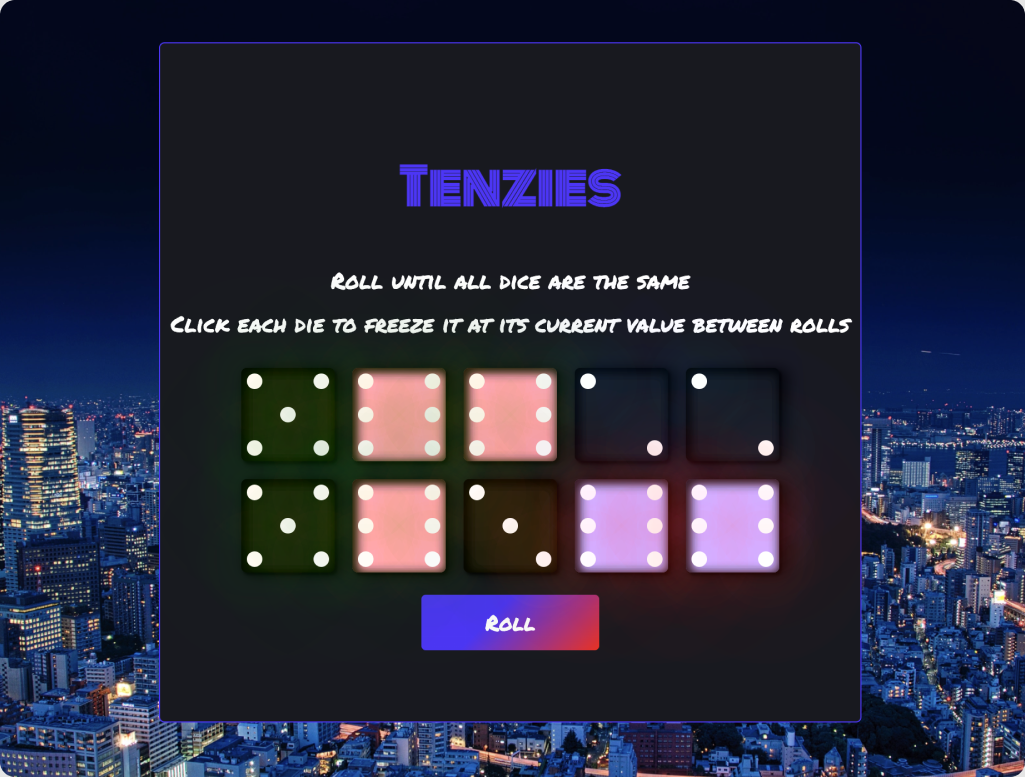 Tenzies
Roll until all dice are the same
Click each die to freeze it at its current value between rolls
Roll